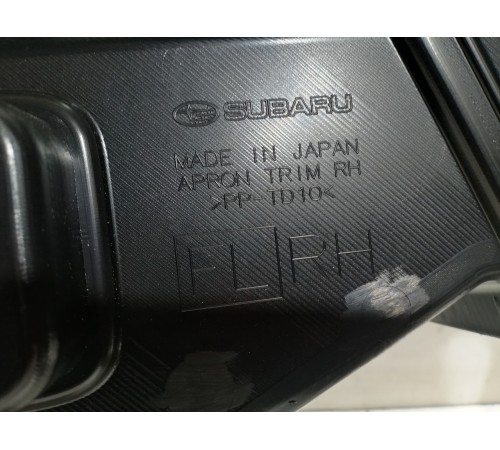 SUBARU
MADE IN JAPAN
APRON TRIM RH
>PP-TD10<
FL RH